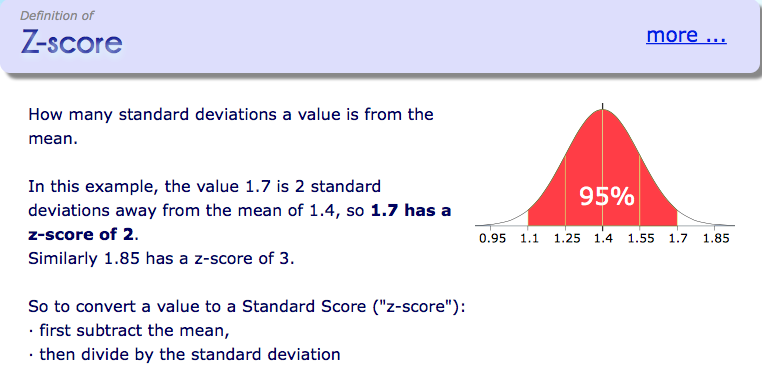 Definition of
Z-score
more ...
How many standard deviations a value is from the
mean.
In this example, the value 1.7 is 2 standard
deviations away from the mean of 1.4, so 1.7 has a
z-score of 2.
Similarly 1.85 has a z-score of 3.
95%
0.95 1.1 1.25 1.4 1.55 1.7 1.85
So to convert a value to a Standard Score ("z-score"):
· first subtract the mean,
· then divide by the standard deviation